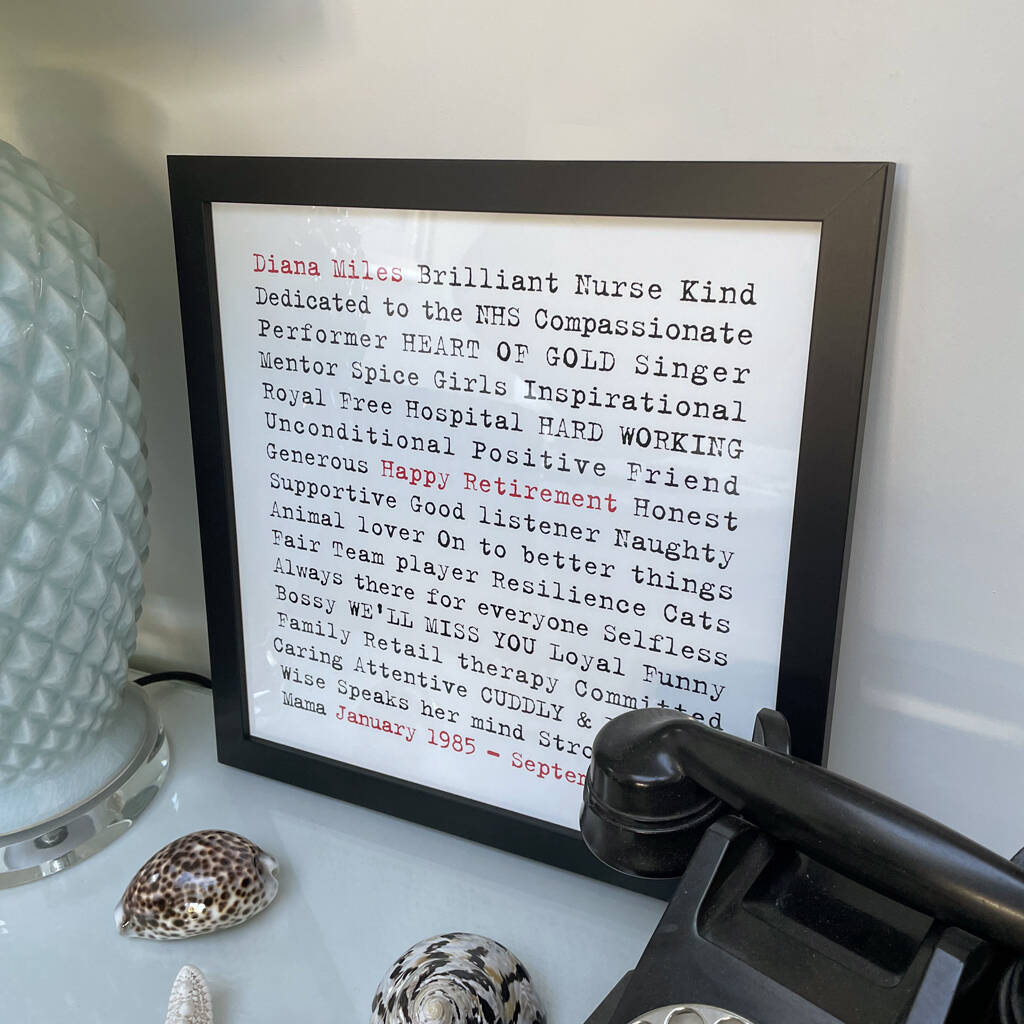 Diana Miles Brilliant Nurse Kind
Dedicated to the NHS Compassionate
Performer HEART OF GOLD Singer
Mentor Spice Girls Inspirational
Royal Free Hospital HARD WORKING
Unconditional Positive Friend
Generous Happy Retirement Honest
Supportive Good listener Naughty
Animal lover On to better things
Fair Team player Resilience Cats
Always there for everyone Selfless
Bossy WE'LL MISS YOU Loyal Funny
Family Retail therapy Committed
Caring Attentive CUDDLY &
Wise Speaks her mind
Mama January 1985 –